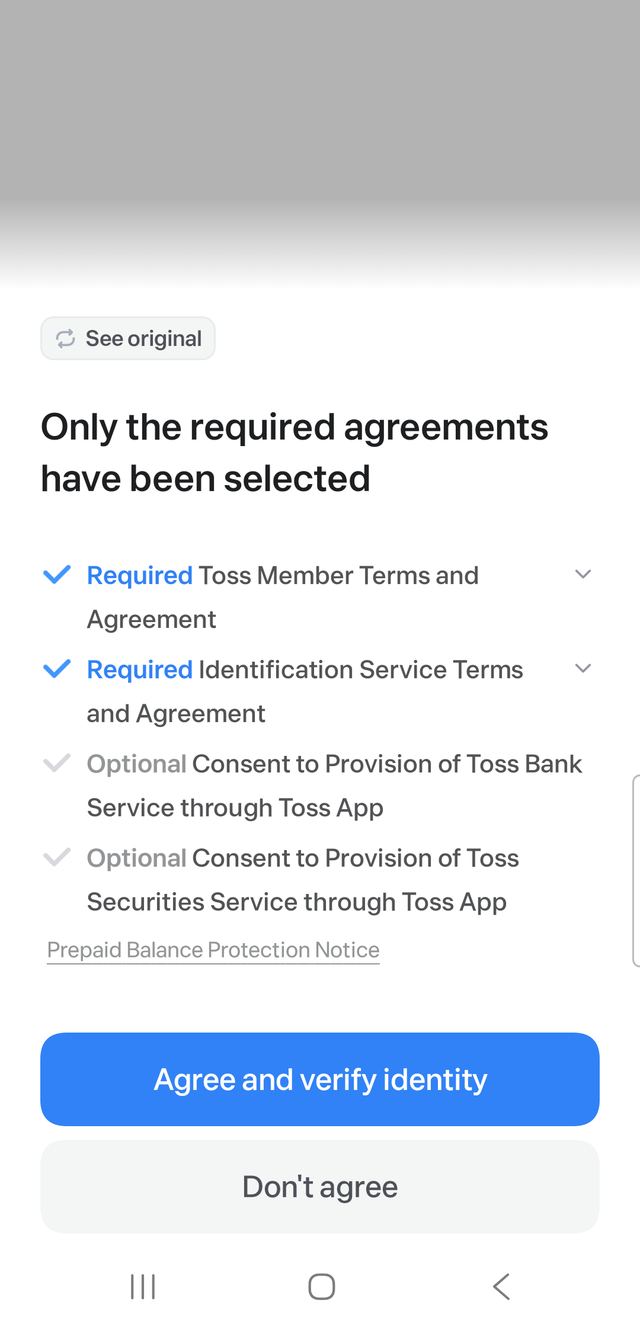 See original
Only the required agreements
have been selected
Required Toss Member Terms and
Agreement
Required Identification Service Terms
and Agreement
Optional Consent to Provision of Toss Bank
Service through Toss App
Optional Consent to Provision of Toss
Securities Service through Toss App
Prepaid Balance Protection Notice
Agree and verify identity
Don't agree